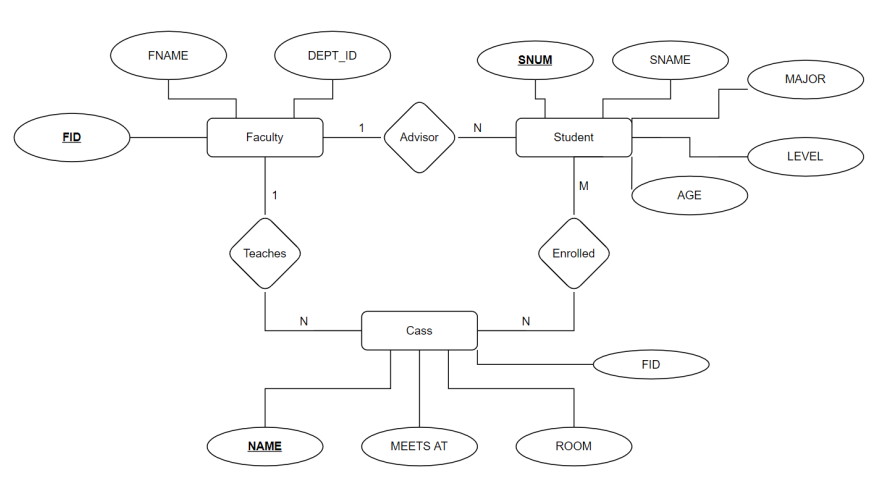 FNAME
DEPT_ID
SNUM
SNAME
MAJOR
FID
Faculty
1
Advisor
N
Student
LEVEL
AGE
1
M
Teaches
Enrolled
N
Cass
N
FID
NAME
MEETS AT
ROOM